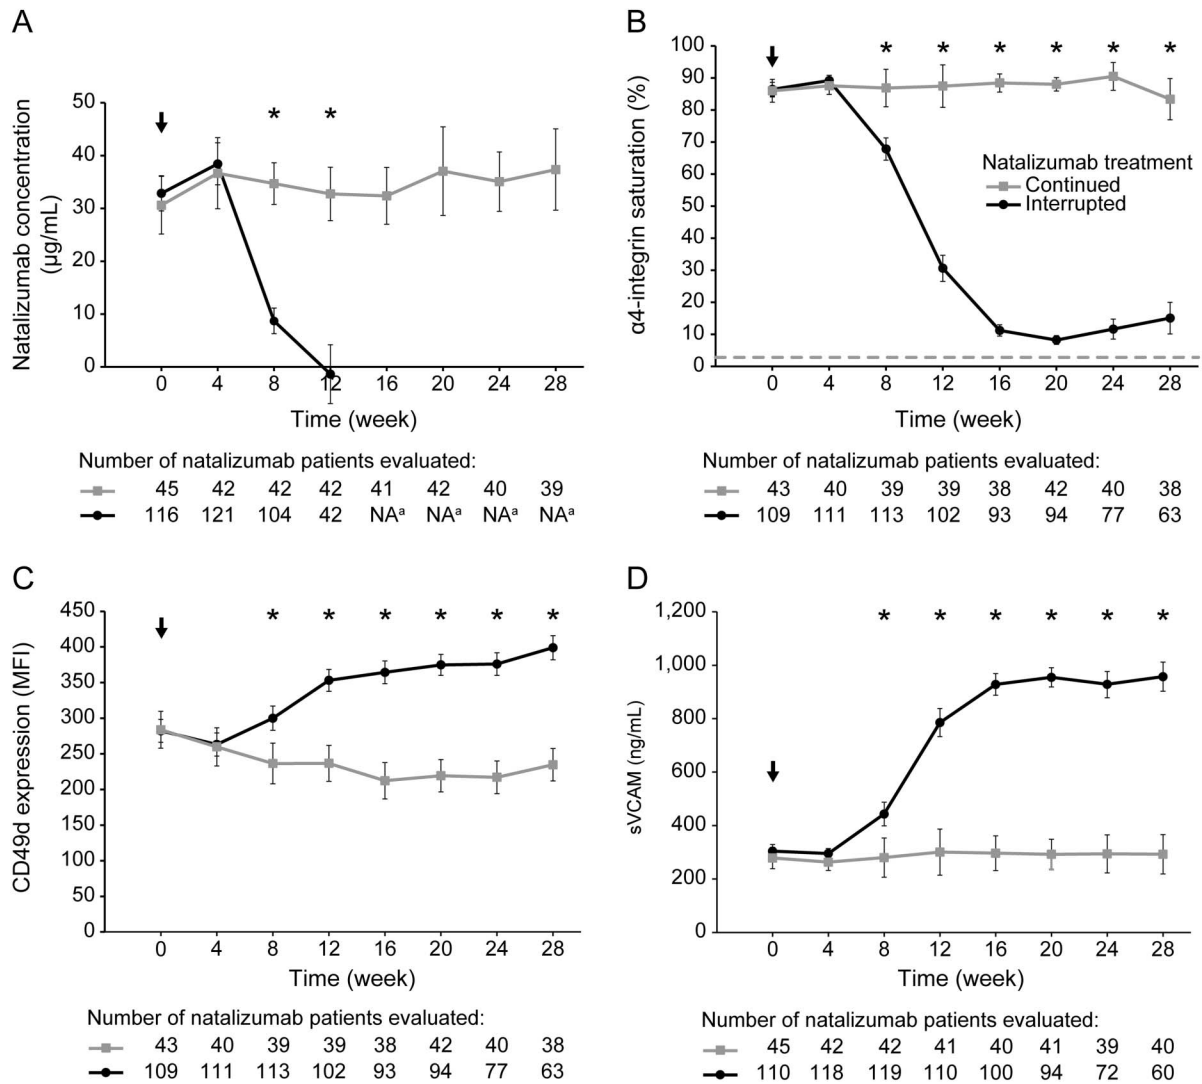 A
Natalizumab concentration
(µg/mL)
50
40
30
20
10
0
* *
0 4 8 12 16 20 24 28
Time (week)
Number of natalizumab patients evaluated:
45 42 42 42 41 42 40 39
116 121 104 42 NAᵃ NAᵃ NAᵃ NAᵃ
B
α4-integrin saturation (%)
100
90
80
70
60
50
40
30
20
10
0
* * * * * *
Natalizumab treatment
Continued
Interrupted
0 4 8 12 16 20 24 28
Time (week)
Number of natalizumab patients evaluated:
43 40 39 39 38 42 40 38
109 111 113 102 93 94 77 63
C
CD49d expression (MFI)
450
400
350
300
250
200
150
100
50
0
* * * * * *
0 4 8 12 16 20 24 28
Time (week)
Number of natalizumab patients evaluated:
43 40 39 39 38 42 40 38
109 111 113 102 93 94 77 63
D
sVCAM (ng/mL)
1,200
1,000
800
600
400
200
0
* * * * * *
0 4 8 12 16 20 24 28
Time (week)
Number of natalizumab patients evaluated:
45 42 42 41 40 41 39 40
110 118 119 110 100 94 72 60